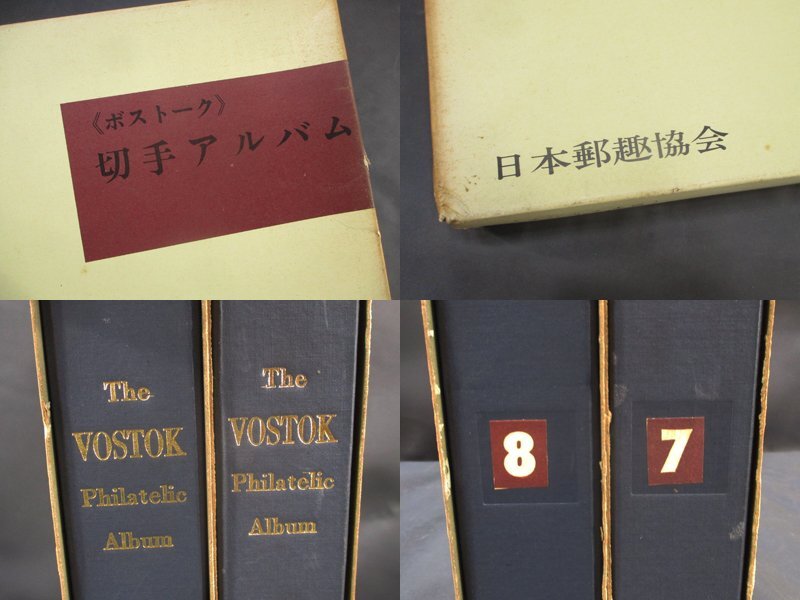 《ボストーク》
切手アルバム
日本郵趣協会
The
VOSTOK
Philatelic
Album
The
VOSTOK
Philatelic
Album
8
7